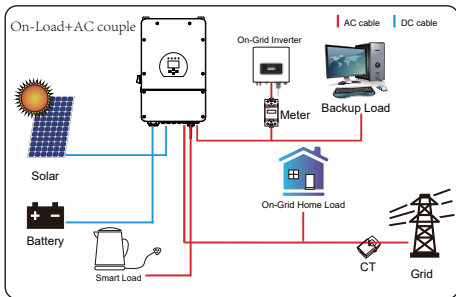 On-Load+AC couple
AC cable
DC cable
On-Grid Inverter
Meter
Backup Load
Solar
On-Grid Home Load
Battery
Smart Load
CT
Grid